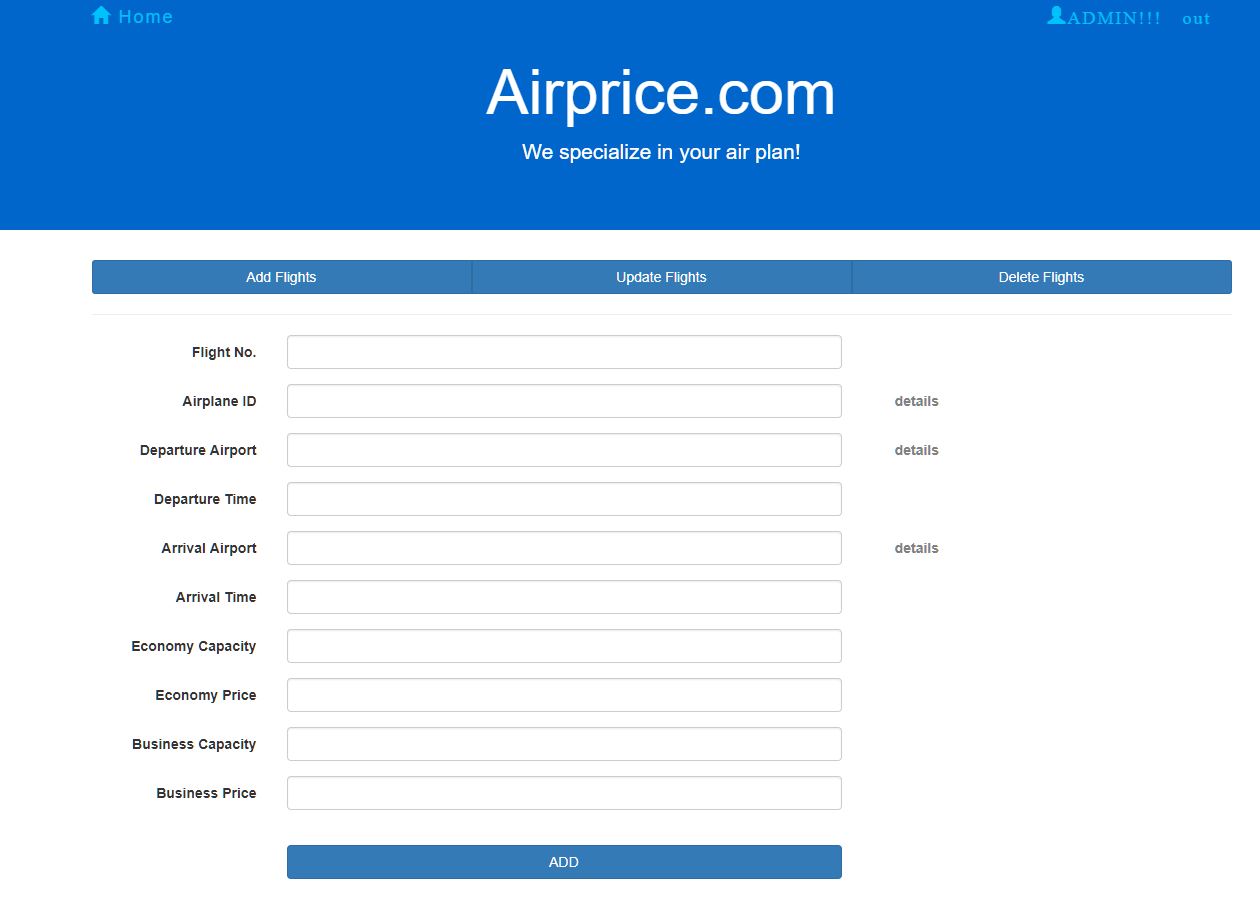 Home ADMIN!!! out
Airprice.com
We specialize in your air plan!
Add Flights Update Flights Delete Flights
Flight No.
Airplane ID details
Departure Airport details
Departure Time
Arrival Airport details
Arrival Time
Economy Capacity
Economy Price
Business Capacity
Business Price
ADD